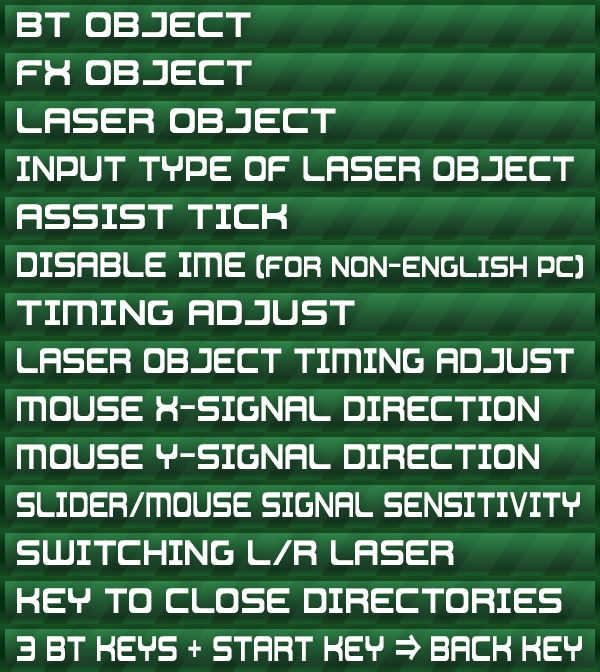 BT OBJECT
FX OBJECT
LASER OBJECT
INPUT TYPE OF LASER OBJECT
ASSIST TICK
DISABLE IME (FOR NON-ENGLISH PC)
TIMING ADJUST
LASER OBJECT TIMING ADJUST
MOUSE X-SIGNAL DIRECTION
MOUSE Y-SIGNAL DIRECTION
SLIDER/MOUSE SIGNAL SENSITIVITY
SWITCHING L/R LASER
KEY TO CLOSE DIRECTORIES
3 BT KEYS + START KEY ⇒ BACK KEY